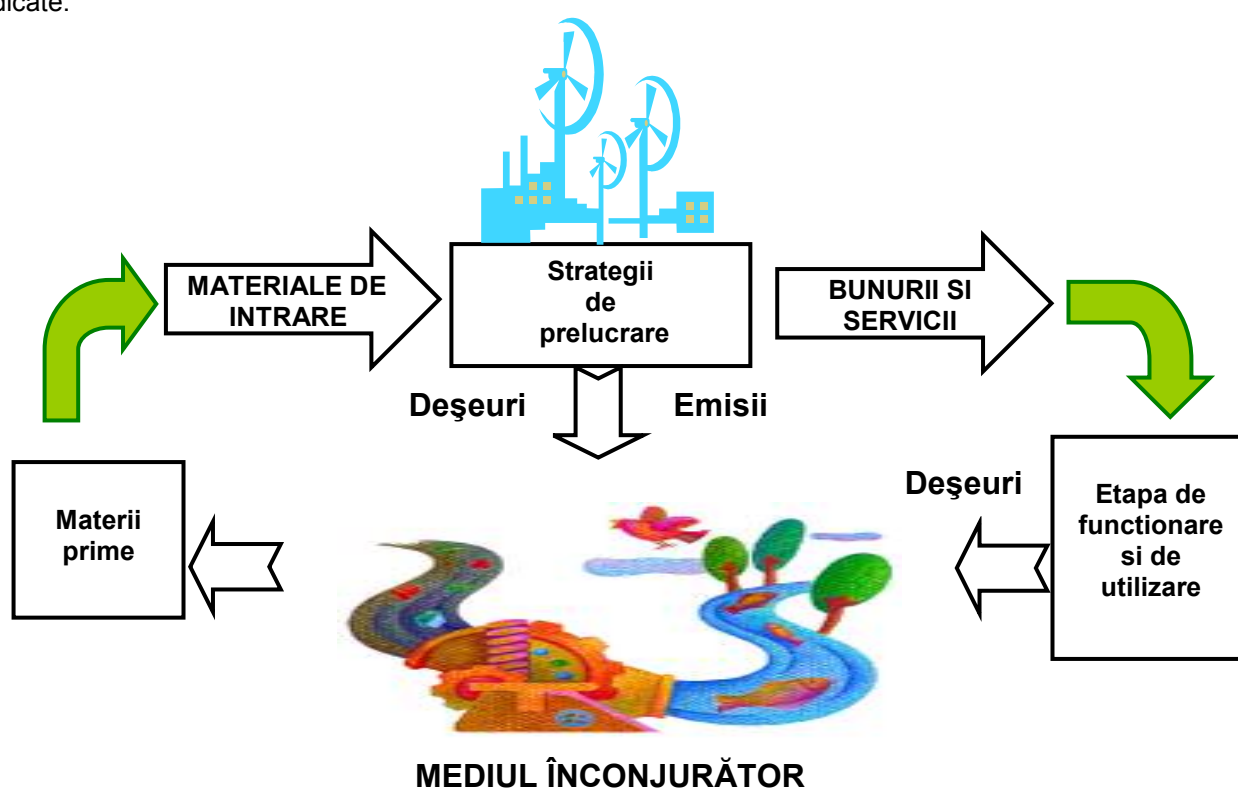 dicate.
Strategii
de
prelucrare
MATERIALE DE
INTRARE
BUNURII SI
SERVICII
Deşeuri
Emisii
Materii
prime
Deşeuri
Etapa de
functionare
si de
utilizare
MEDIUL ÎNCONJURĂTOR